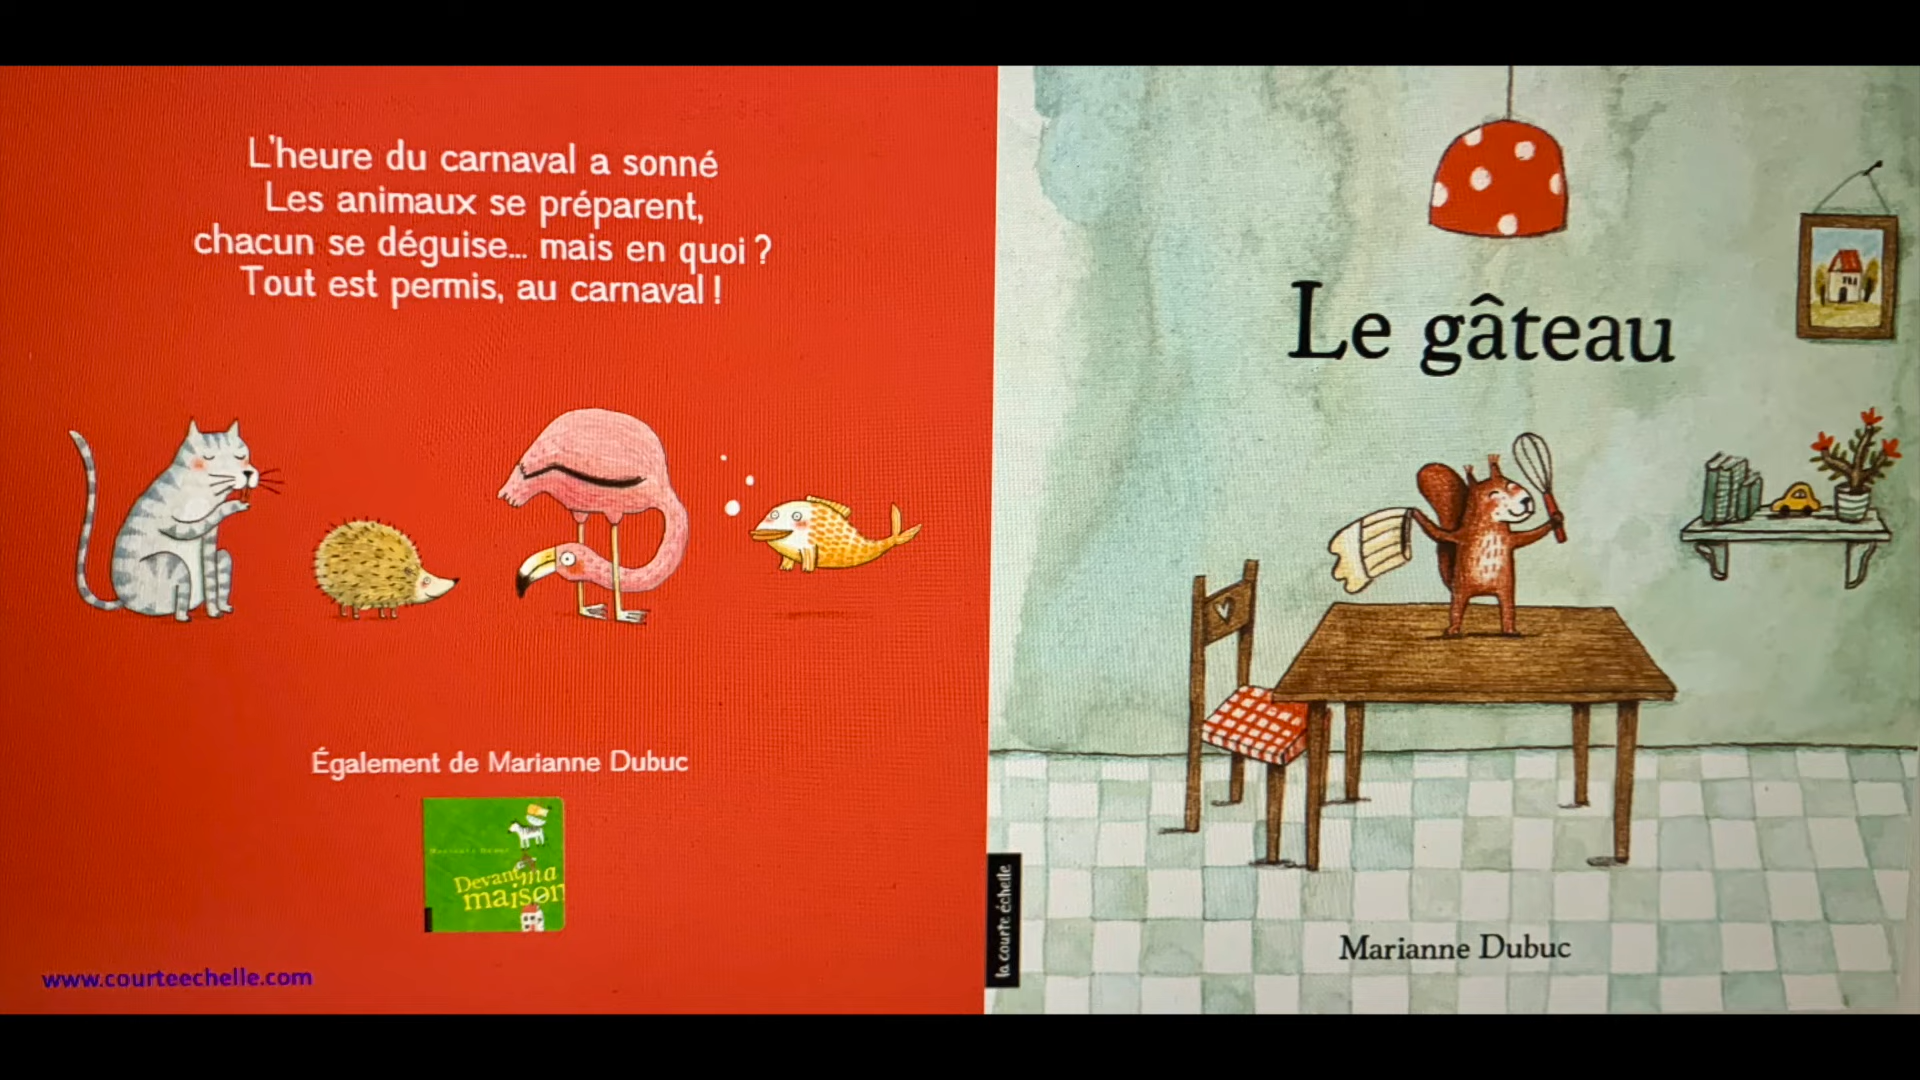 L'heure du carnaval a sonné
Les animaux se préparent,
chacun se déguise... mais en quoi ?
Tout est permis, au carnaval !
Également de Marianne Dubuc
Devant ma
maison
www.courteechelle.com
Le gâteau
la courte échelle
Marianne Dubuc